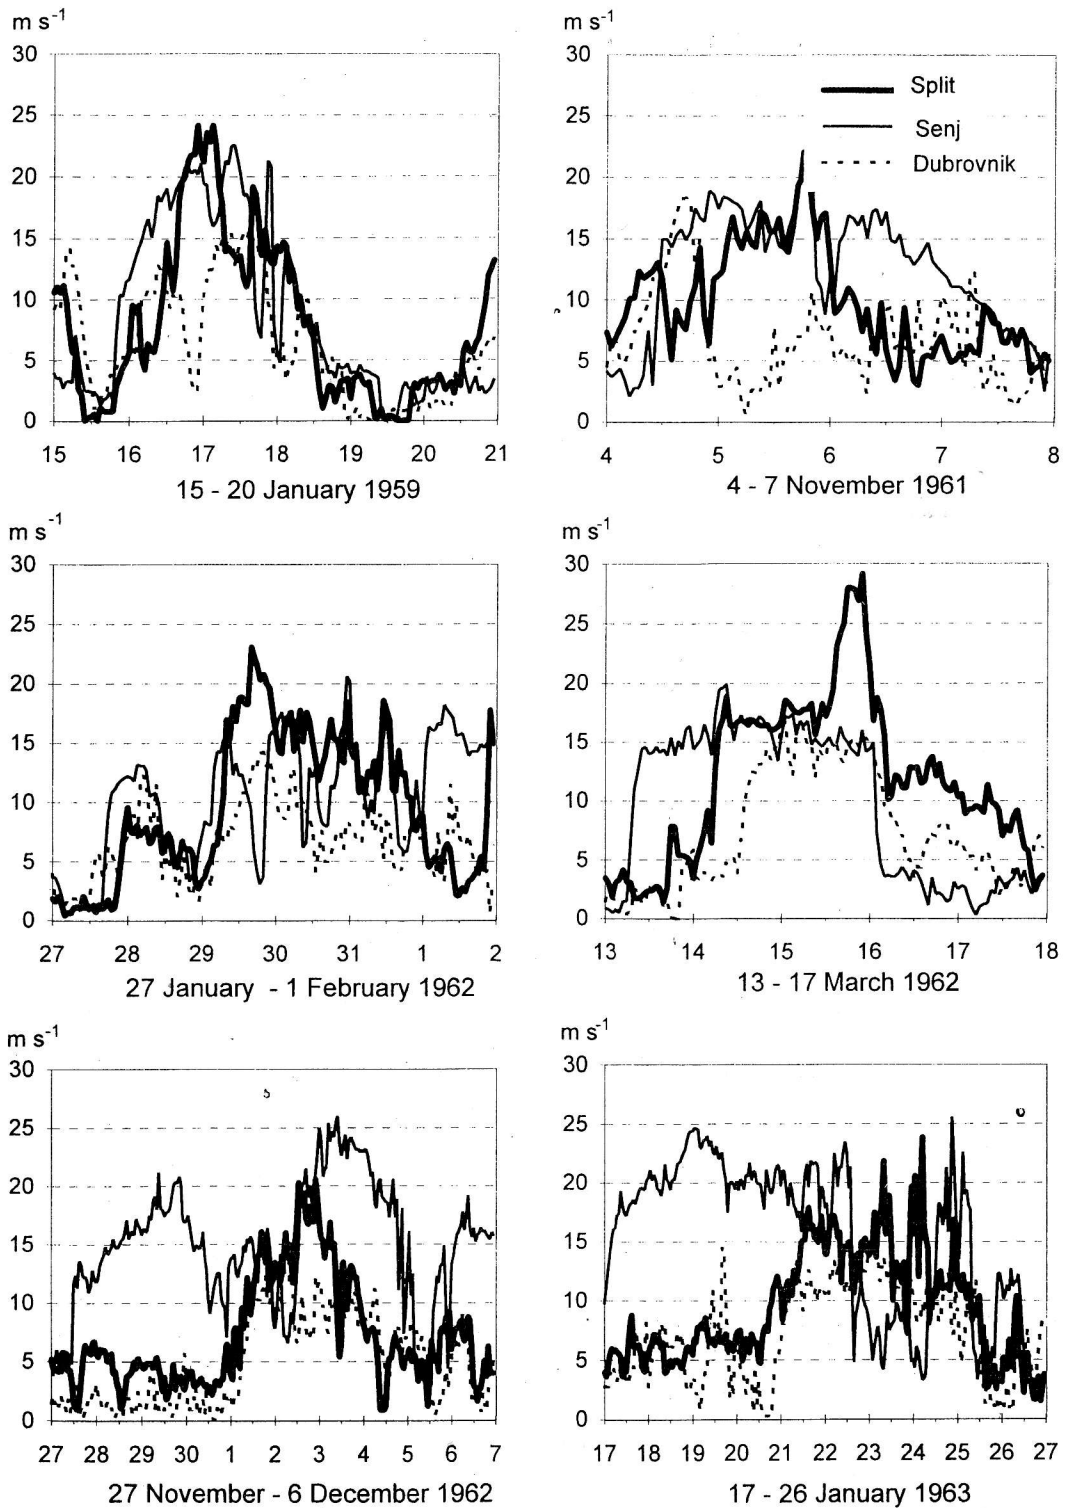 m s-1
30
25
20
15
10
5
0
15 16 17 18 19 20 21
15 - 20 January 1959
m s-1
30
25
20
15
10
5
0
Split
Senj
Dubrovnik
4 5 6 7 8
4 - 7 November 1961
m s-1
30
25
20
15
10
5
0
27 28 29 30 31 1 2
27 January - 1 February 1962
m s-1
30
25
20
15
10
5
0
13 14 15 16 17 18
13 - 17 March 1962
m s-1
30
25
20
15
10
5
0
27 28 29 30 1 2 3 4 5 6 7
27 November - 6 December 1962
m s-1
30
25
20
15
10
5
0
17 18 19 20 21 22 23 24 25 26 27
17 - 26 January 1963